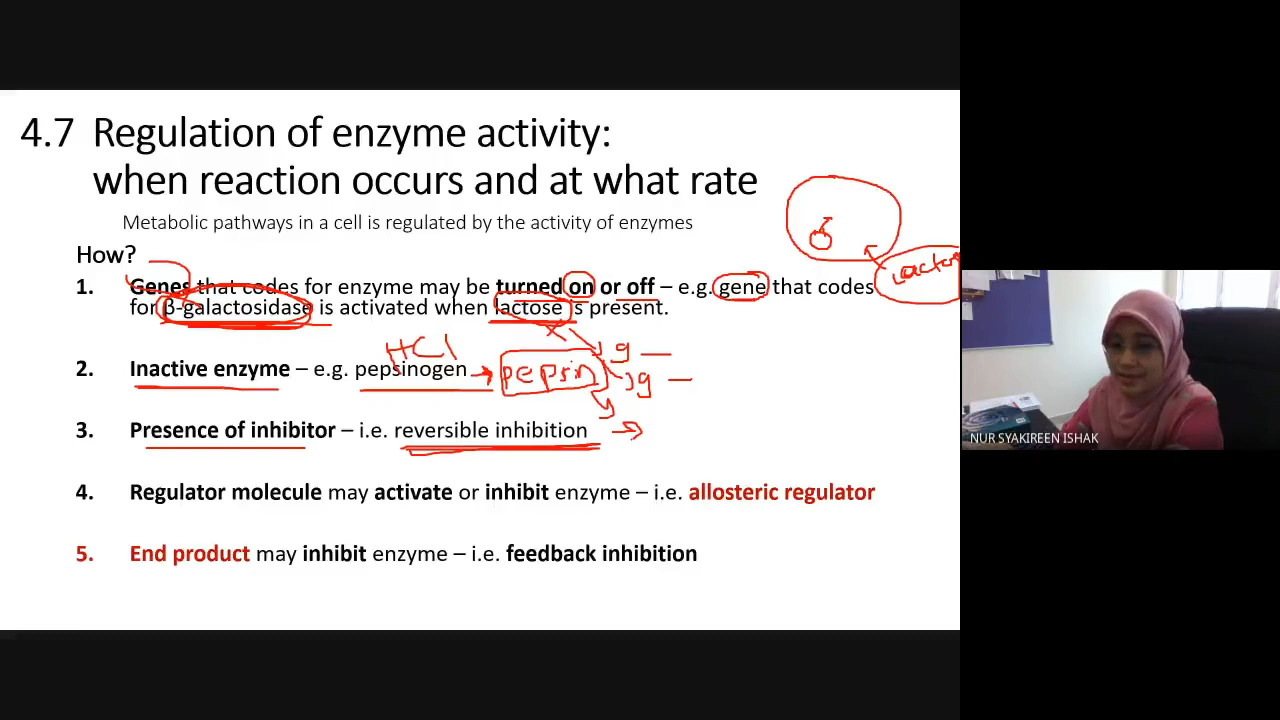 4.7 Regulation of enzyme activity:
when reaction occurs and at what rate
Metabolic pathways in a cell is regulated by the activity of enzymes
How?
1. Genes that codes for enzyme may be turned on or off – e.g. gene that codes
for β-galactosidase is activated when lactose is present.
lactose
HCl
2. Inactive enzyme – e.g. pepsinogen → pepsin
g
g
3. Presence of inhibitor – i.e. reversible inhibition
4. Regulator molecule may activate or inhibit enzyme – i.e. allosteric regulator
5. End product may inhibit enzyme – i.e. feedback inhibition
NUR SYAKIREEN ISHAK